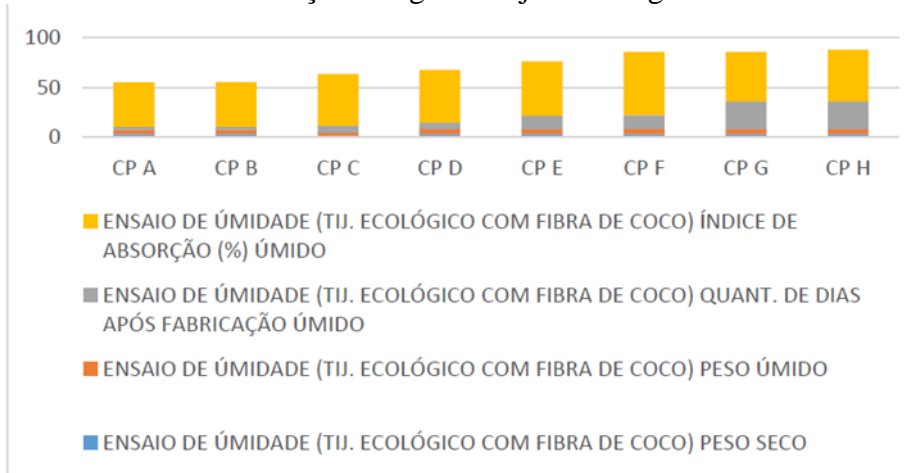 100
50
0
CP A CP B CP C CP D CP E CP F CP G CP H
ENSAIO DE ÚMIDADE (TIJ. ECOLÓGICO COM FIBRA DE COCO) ÍNDICE DE
ABSORÇÃO (%) ÚMIDO
ENSAIO DE ÚMIDADE (TIJ. ECOLÓGICO COM FIBRA DE COCO) QUANT. DE DIAS
APÓS FABRICAÇÃO ÚMIDO
ENSAIO DE ÚMIDADE (TIJ. ECOLÓGICO COM FIBRA DE COCO) PESO ÚMIDO
ENSAIO DE ÚMIDADE (TIJ. ECOLÓGICO COM FIBRA DE COCO) PESO SECO